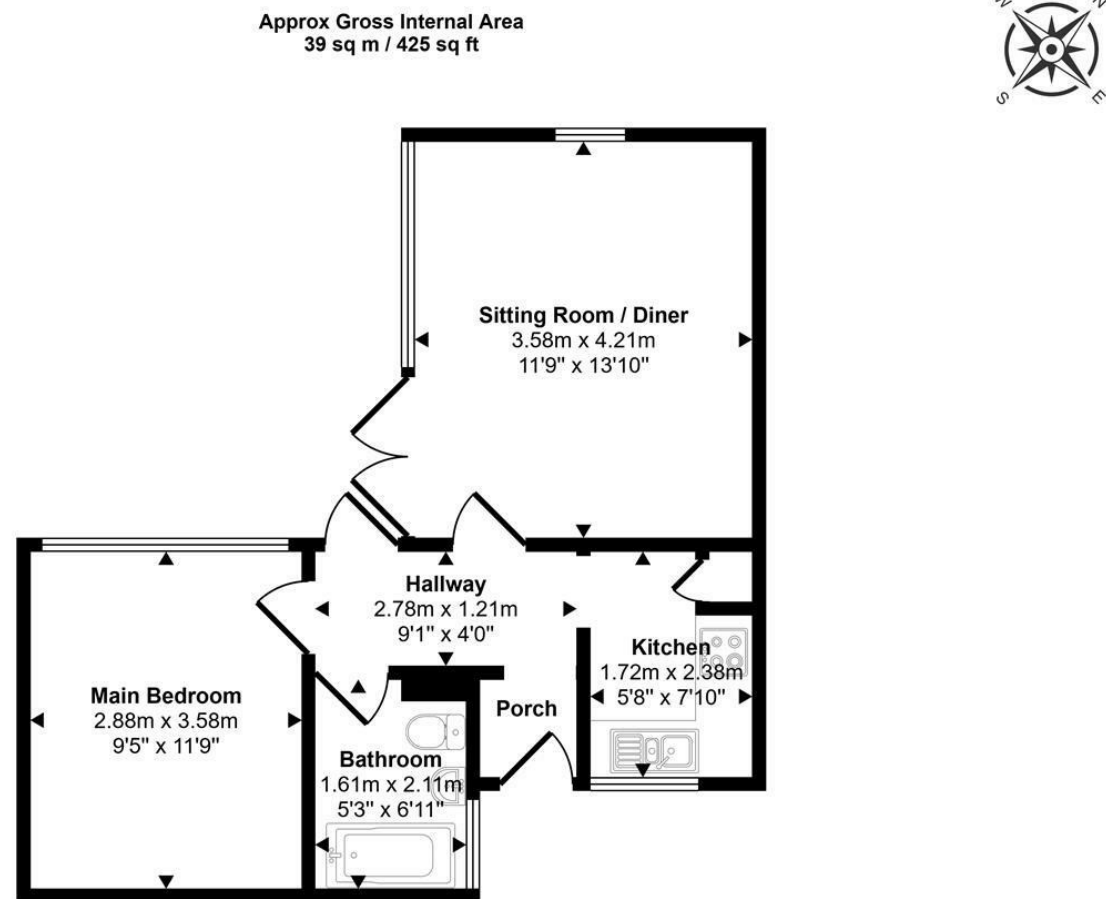 Approx Gross Internal Area
39 sq m / 425 sq ft
W
N
S
E
Sitting Room / Diner
3.58m x 4.21m
11'9" x 13'10"
Hallway
2.78m x 1.21m
9'1" x 4'0"
Kitchen
1.72m x 2.38m
5'8" x 7'10"
Main Bedroom
2.88m x 3.58m
9'5" x 11'9"
Porch
Bathroom
1.61m x 2.11m
5'3" x 6'11"